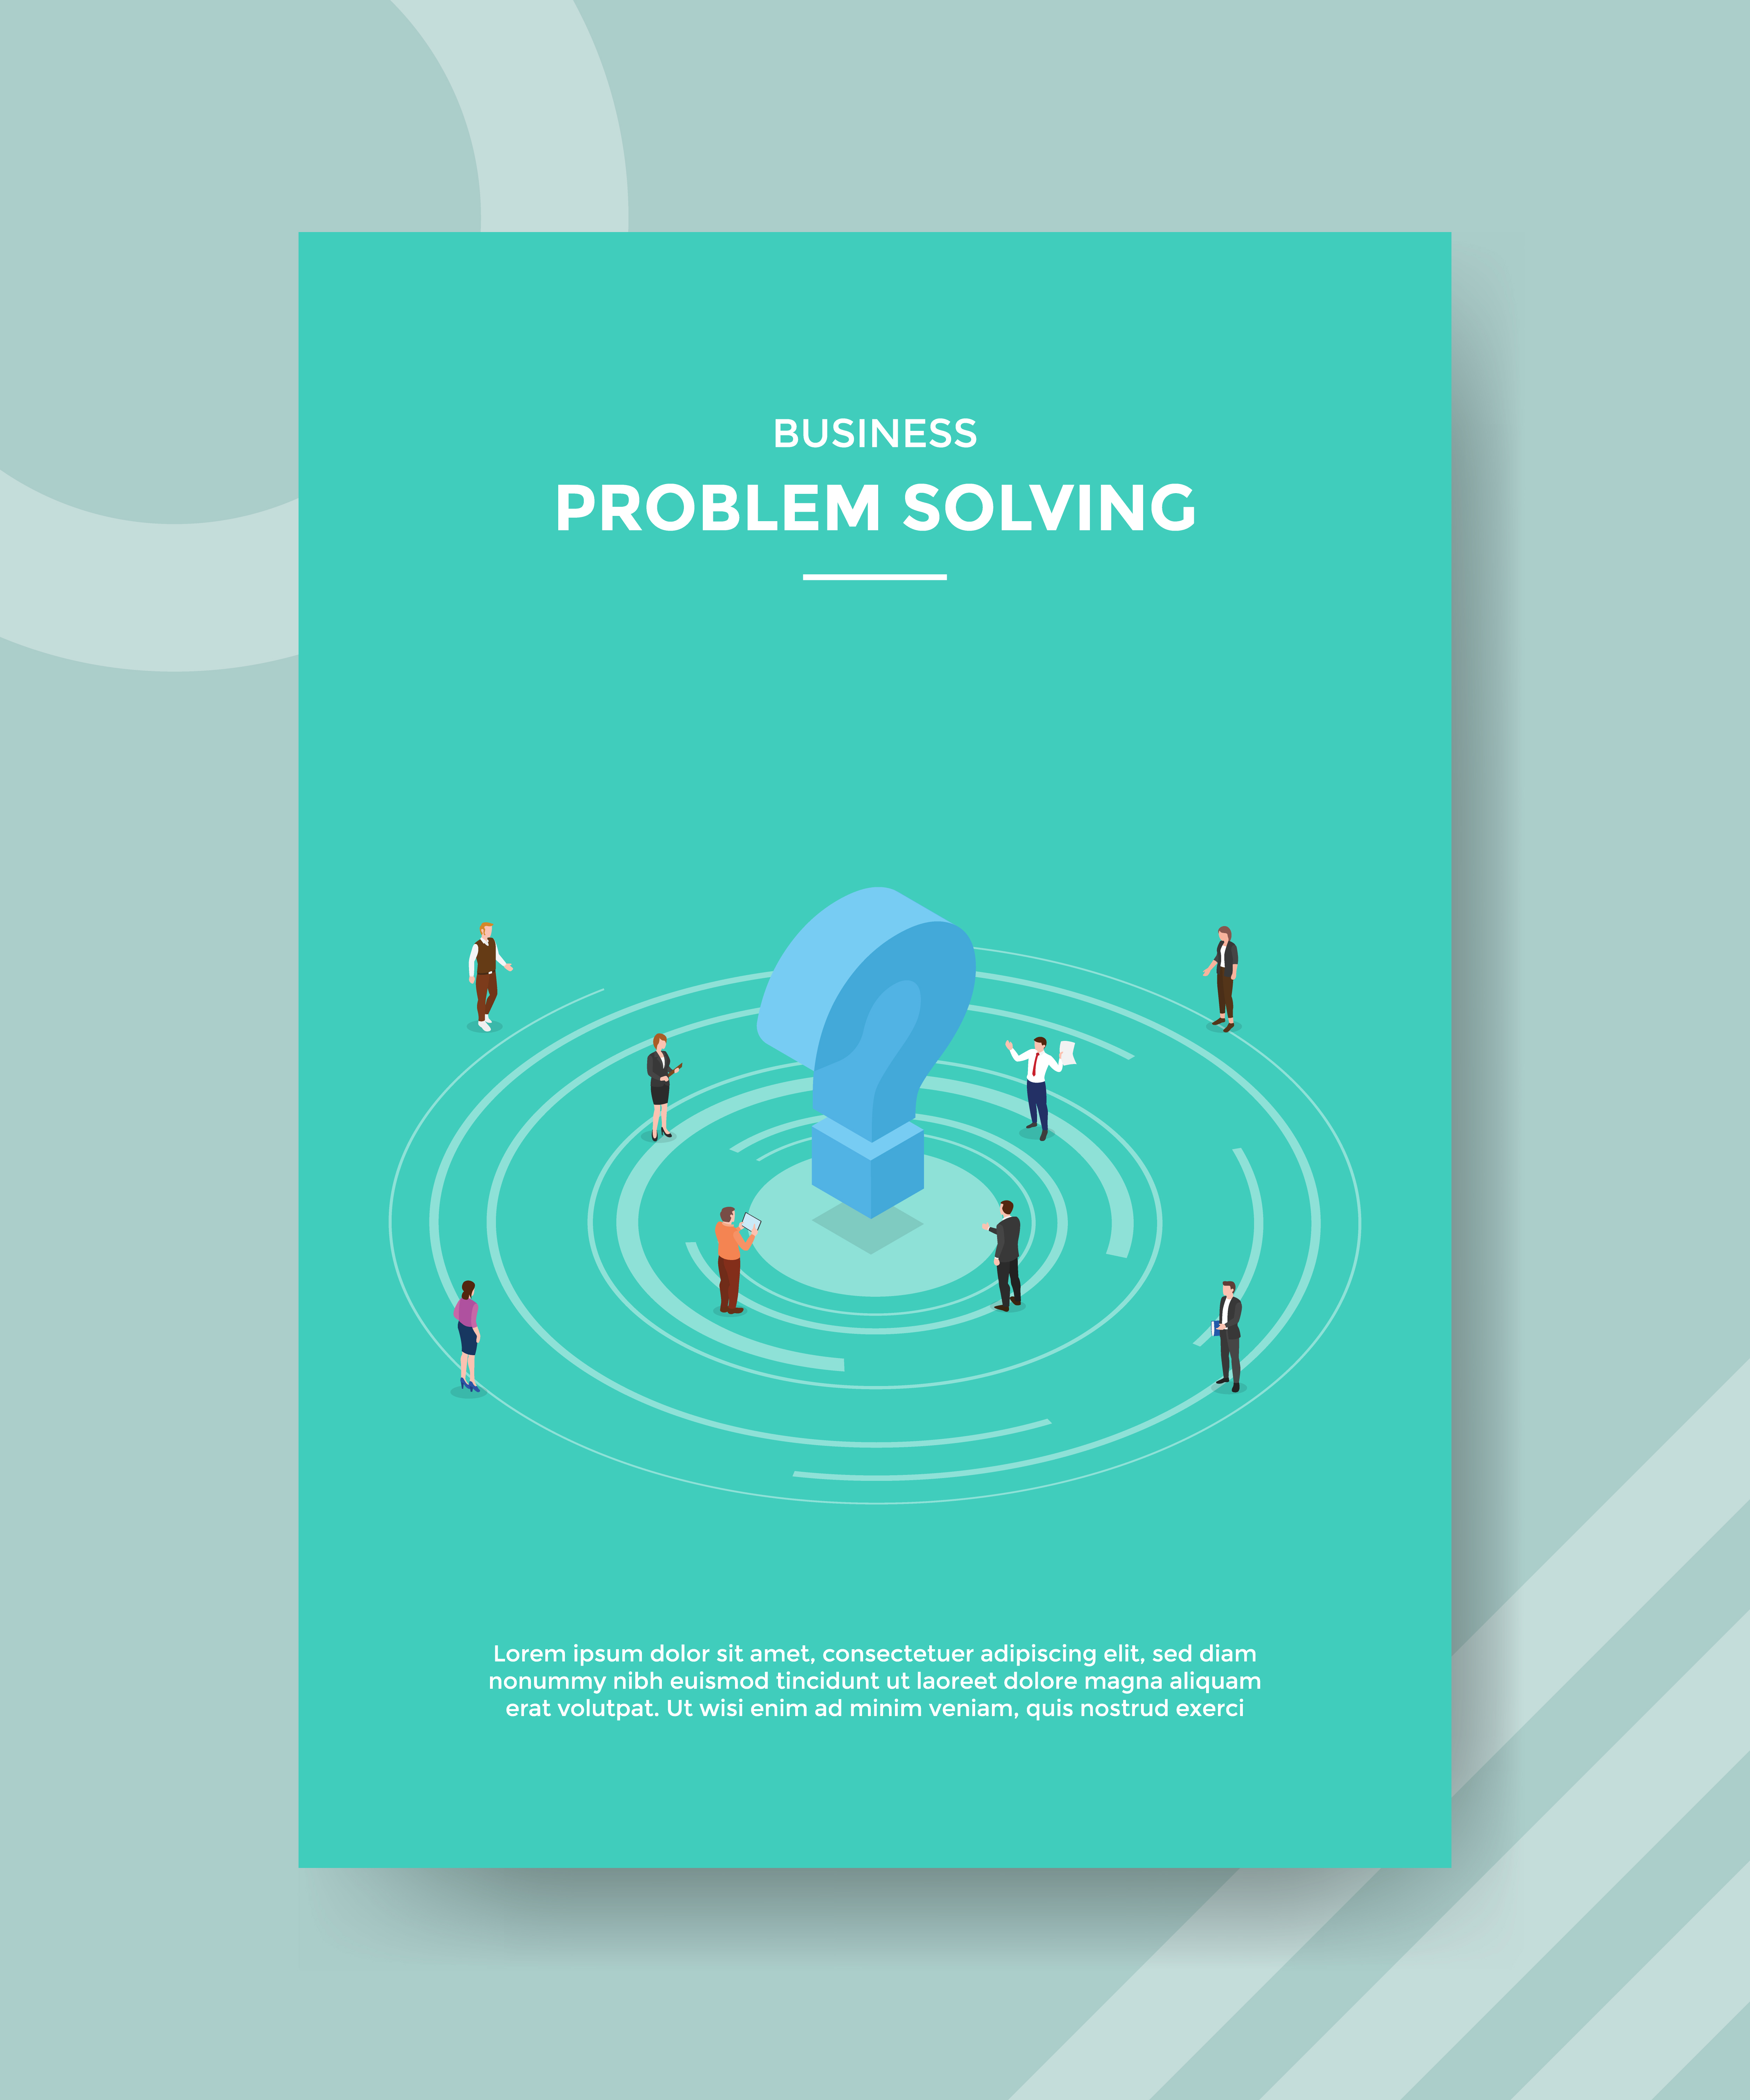 BUSINESS
PROBLEM SOLVING
Lorem ipsum dolor sit amet, consectetuer adipiscing elit, sed diam
nonummy nibh euismod tincidunt ut laoreet dolore magna aliquam
erat volutpat. Ut wisi enim ad minim veniam, quis nostrud exerci